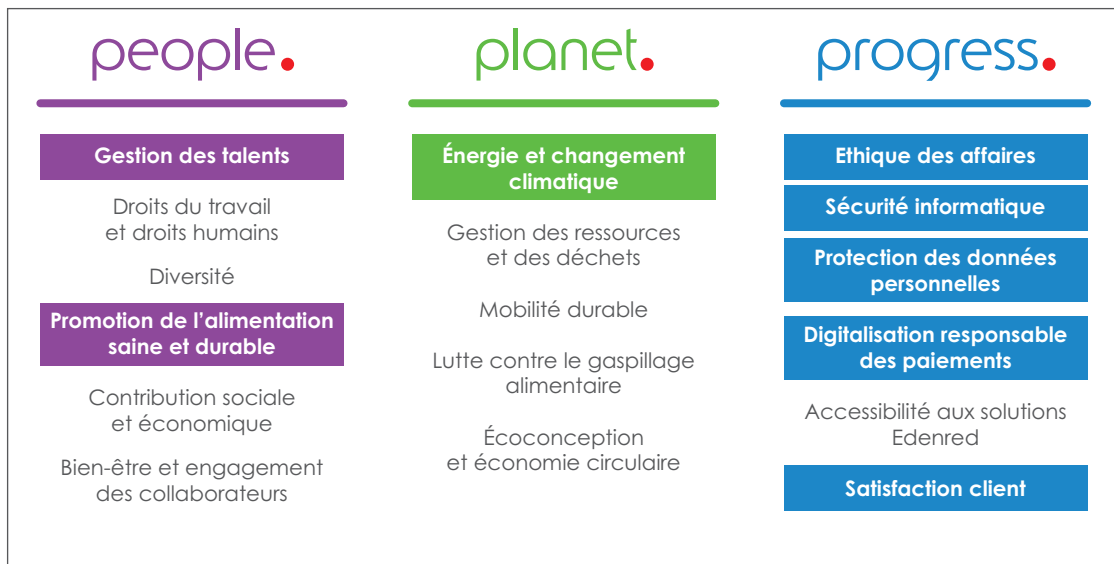 people.
Gestion des talents
Droits du travail
et droits humains
Diversité
Promotion de l’alimentation
saine et durable
Contribution sociale
et économique
Bien-être et engagement
des collaborateurs
planet.
Énergie et changement
climatique
Gestion des ressources
et des déchets
Mobilité durable
Lutte contre le gaspillage
alimentaire
Écoconception
et économie circulaire
progress.
Ethique des affaires
Sécurité informatique
Protection des données
personnelles
Digitalisation responsable
des paiements
Accessibilité aux solutions
Edenred
Satisfaction client